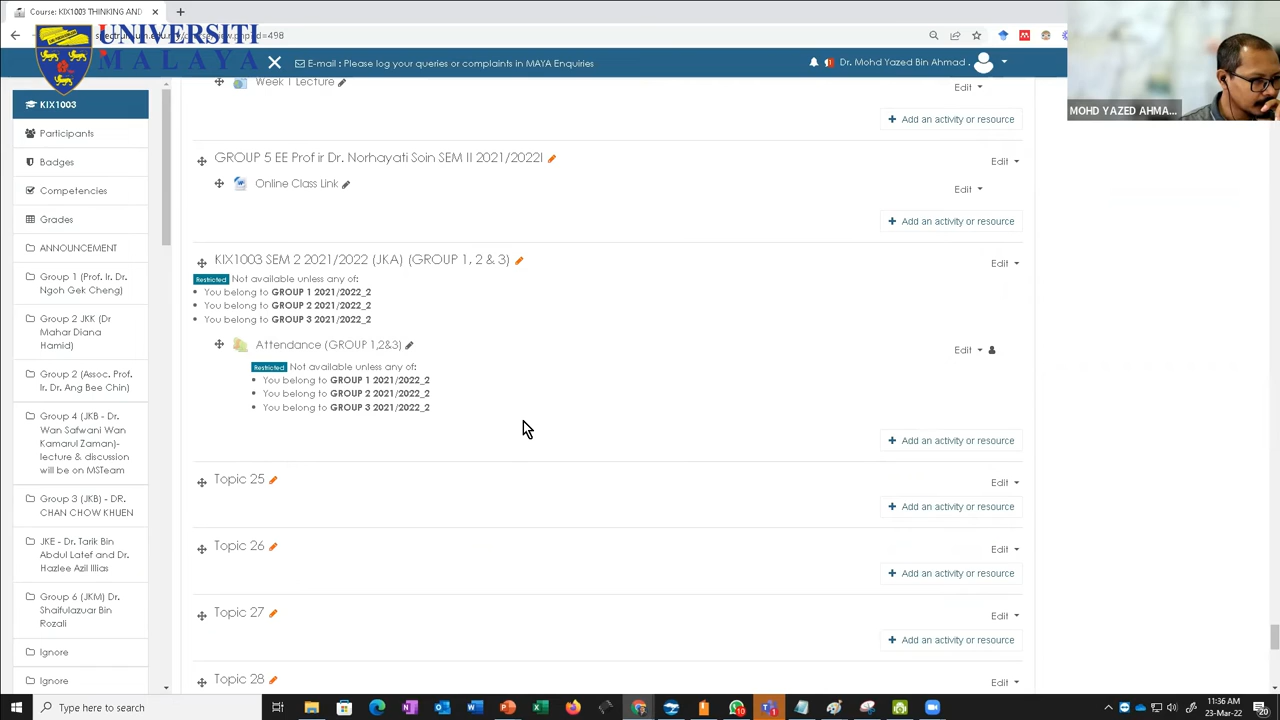 Course: KIX1003 THINKING AND
UNIVERSITI
MALAYA
=498
E-mail : Please log your queries or complaints in MAYA Enquiries
Dr. Mohd Yazed Bin Ahmad .
MOHD YAZED AHMA...
KIX1003
Participants
Badges
Competencies
Grades
ANNOUNCEMENT
Group 1 (Prof. Ir. Dr.
Ngoh Gek Cheng)
Group 2 JKK (Dr
Mahar Diana
Hamid)
Group 2 (Assoc. Prof.
Ir. Dr. Ang Bee Chin)
Group 4 (JKB - Dr.
Wan Safwani Wan
Kamarul Zaman)-
lecture & discussion
will be on MSTeam
Group 3 (JKB) - DR.
CHAN CHOW KHUEN
JKE - Dr. Tarik Bin
Abdul Latef and Dr.
Hazlee Azil Illias
Group 6 (JKM) Dr.
Shaifulazuar Bin
Rozali
Ignore
Ignore
Week 1 Lecture
Edit
Add an activity or resource
GROUP 5 EE Prof ir Dr. Norhayati Soin SEM II 2021/2022I
Edit
Online Class Link
Edit
Add an activity or resource
KIX1003 SEM 2 2021/2022 (JKA) (GROUP 1, 2 & 3)
Edit
Restricted Not available unless any of:
You belong to GROUP 1 2021/2022_2
You belong to GROUP 2 2021/2022_2
You belong to GROUP 3 2021/2022_2
Attendance (GROUP 1,2&3)
Edit
Restricted Not available unless any of:
You belong to GROUP 1 2021/2022_2
You belong to GROUP 2 2021/2022_2
You belong to GROUP 3 2021/2022_2
Add an activity or resource
Topic 25
Edit
Add an activity or resource
Topic 26
Edit
Add an activity or resource
Topic 27
Edit
Add an activity or resource
Topic 28
Edit
Type here to search
11:36 AM
23-Mar-22
20